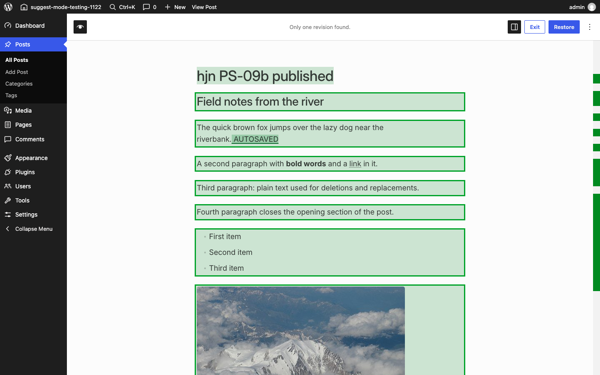 suggest-mode-testing-1122
Ctrl+K
0
New
View Post
admin
Dashboard
Posts
All Posts
Add Post
Categories
Tags
Media
Pages
Comments
Appearance
Plugins
Users
Tools
Settings
Collapse Menu
Only one revision found.
Exit
Restore
hjn PS-09b published
Field notes from the river
The quick brown fox jumps over the lazy dog near the
riverbank. AUTOSAVED
A second paragraph with bold words and a link in it.
Third paragraph: plain text used for deletions and replacements.
Fourth paragraph closes the opening section of the post.
First item
Second item
Third item